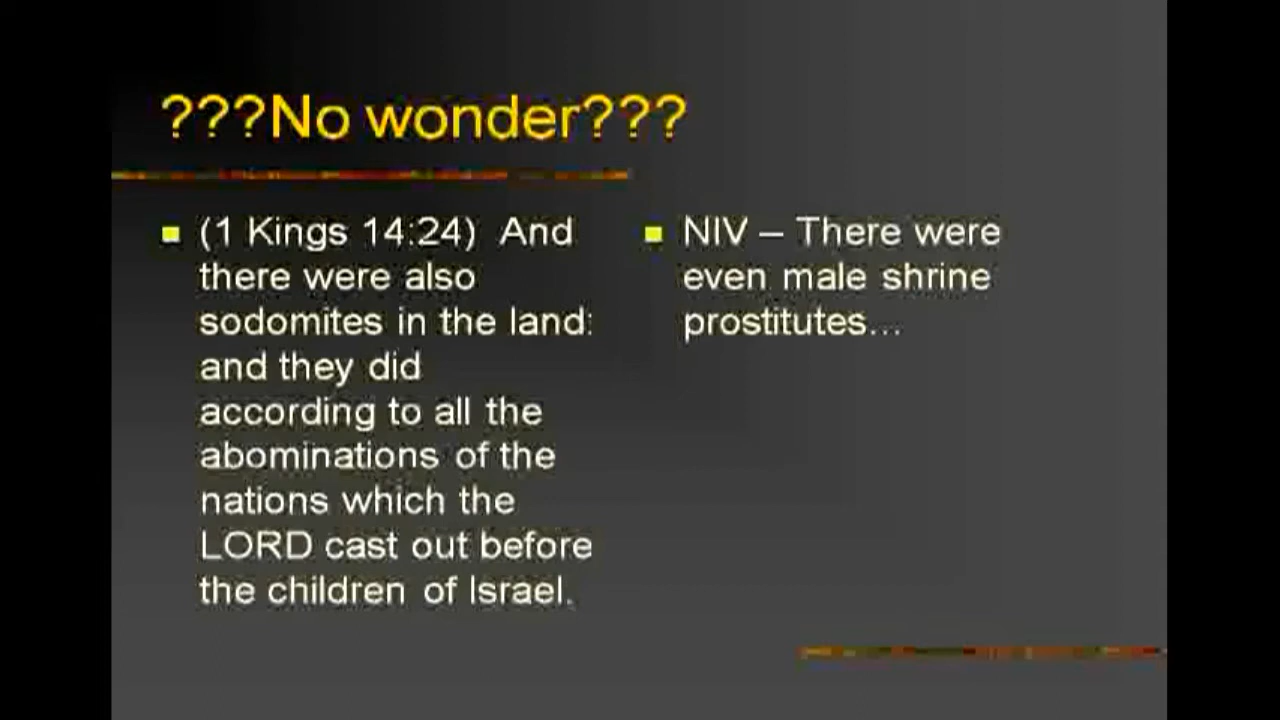 ???No wonder???
(1 Kings 14:24) And
there were also
sodomites in the land:
and they did
according to all the
abominations of the
nations which the
LORD cast out before
the children of Israel.
NIV – There were
even male shrine
prostitutes…